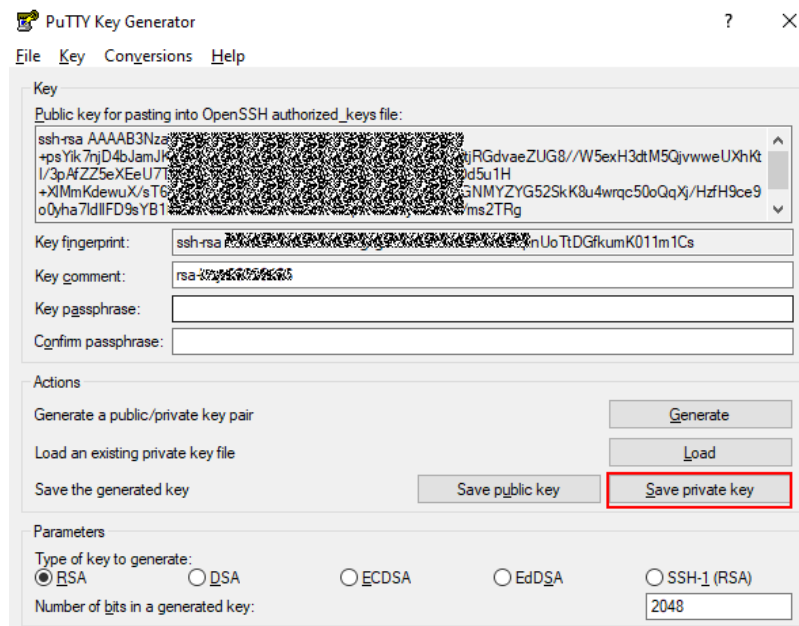 PuTTY Key Generator ? ×
File Key Conversions Help
Key
Public key for pasting into OpenSSH authorized_keys file:
ssh-rsa AAAAB3Nza
+psYik7njD4bJamJK tjRGdvaeZUG8//W5exH3dtM5QjvwweUXhKt
I/3pAfZZ5eXEeU7T Od5u1H
+XlMmKdewuX/sT6 GNMYZYG52SkK8u4wrqc50oQqXj/HzfH9ce9
o0yha7IdIlFD9sYB1 /ms2TRg
Key fingerprint: ssh-rsa nUoTtDGfkumK011m1Cs
Key comment: rsa-
Key passphrase:
Confirm passphrase:
Actions
Generate a public/private key pair Generate
Load an existing private key file Load
Save the generated key Save public key Save private key
Parameters
Type of key to generate:
RSA DSA ECDSA EdDSA SSH-1 (RSA)
Number of bits in a generated key: 2048